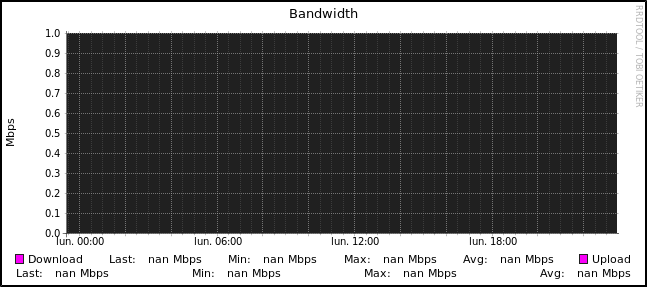 Bandwidth
RRDTOOL / TOBI OETIKER
Mbps
1.0
0.9
0.8
0.7
0.6
0.5
0.4
0.3
0.2
0.1
0.0
lun. 00:00 lun. 06:00 lun. 12:00 lun. 18:00
Download Last: nan Mbps Min: nan Mbps Max: nan Mbps Avg: nan Mbps Upload
Last: nan Mbps Min: nan Mbps Max: nan Mbps Avg: nan Mbps